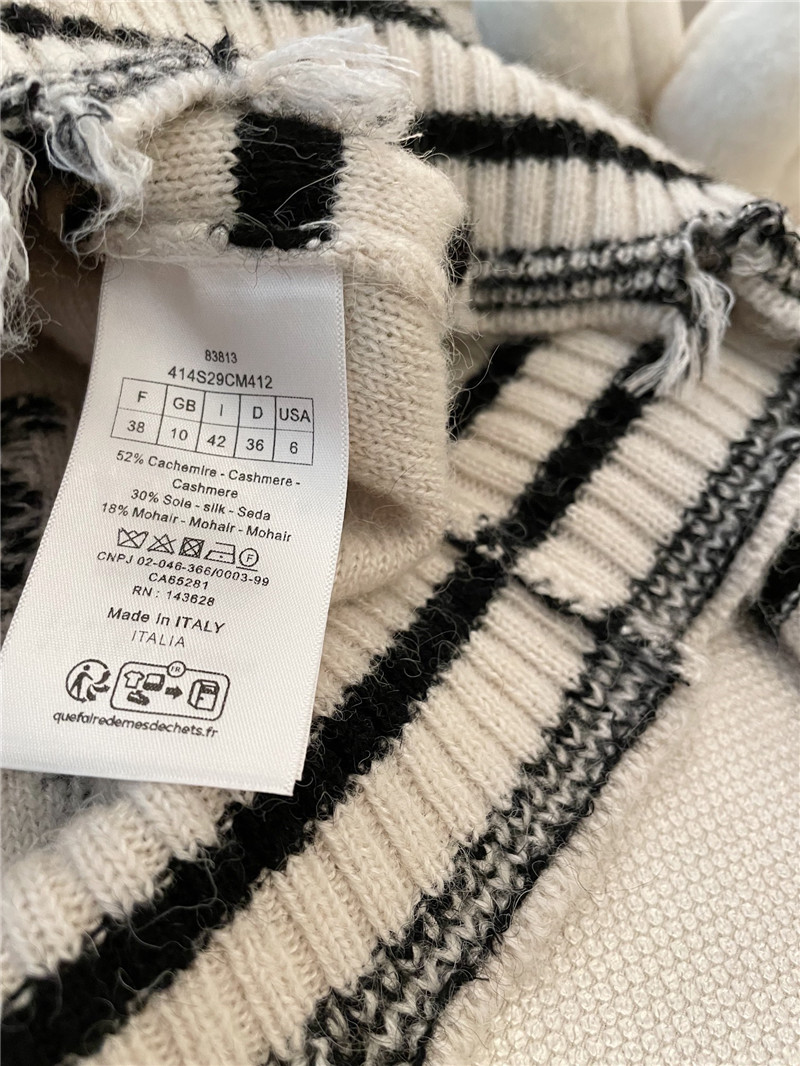 83813
414S29CM412
F GB I D USA
38 10 42 36 6
52% Cachemire - Cashmere -
Cashmere
30% Soie - silk - Seda
18% Mohair - Mohair - Mohair
F
CNPJ 02-046-366/0003-99
CA65281
RN : 143628
Made in ITALY
ITALIA
FR
quefairedemesdechets.fr